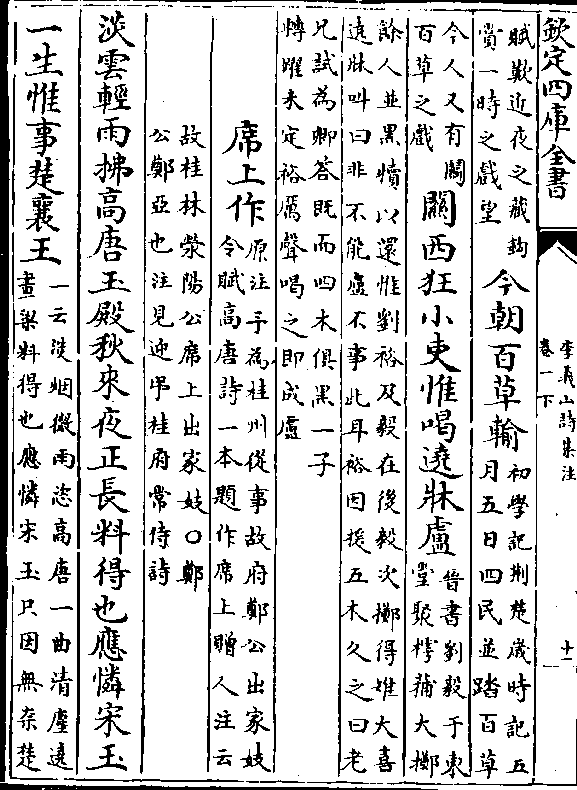 欽定四庫全書
李義山詩集注
卷一下
十一
賦歎近夜之藏鉤
賞一時之戲望
今朝百草輸
初學記荆楚歲時記五
月五日四民並踏百草
今人又有鬬
百草之戲
關西狂小吏惟喝遶牀盧
晉書劉毅于東
堂聚樗蒱大擲
餘人並黑犢以還惟劉裕及毅在後毅次擲得雉大喜
遶牀叫曰非不能盧不事此耳裕因挼五木久之曰老
兄試為卿答既而四木俱黑一子
轉躍未定裕厲聲喝之即成盧
席上作
原注予為桂州從事故府鄭公出家妓
令賦高唐詩一本題作席上贈人注云
故桂林滎陽公席上出家妓○鄭
公鄭亞也注見迎弔桂府常侍詩
淡雲輕雨拂高唐玉殿秋來夜正長料得也應憐宋玉
一生惟事楚襄王
一云淡烟微雨恣高唐一曲清塵遶
畫梁料得也應憐宋玉只因無奈楚